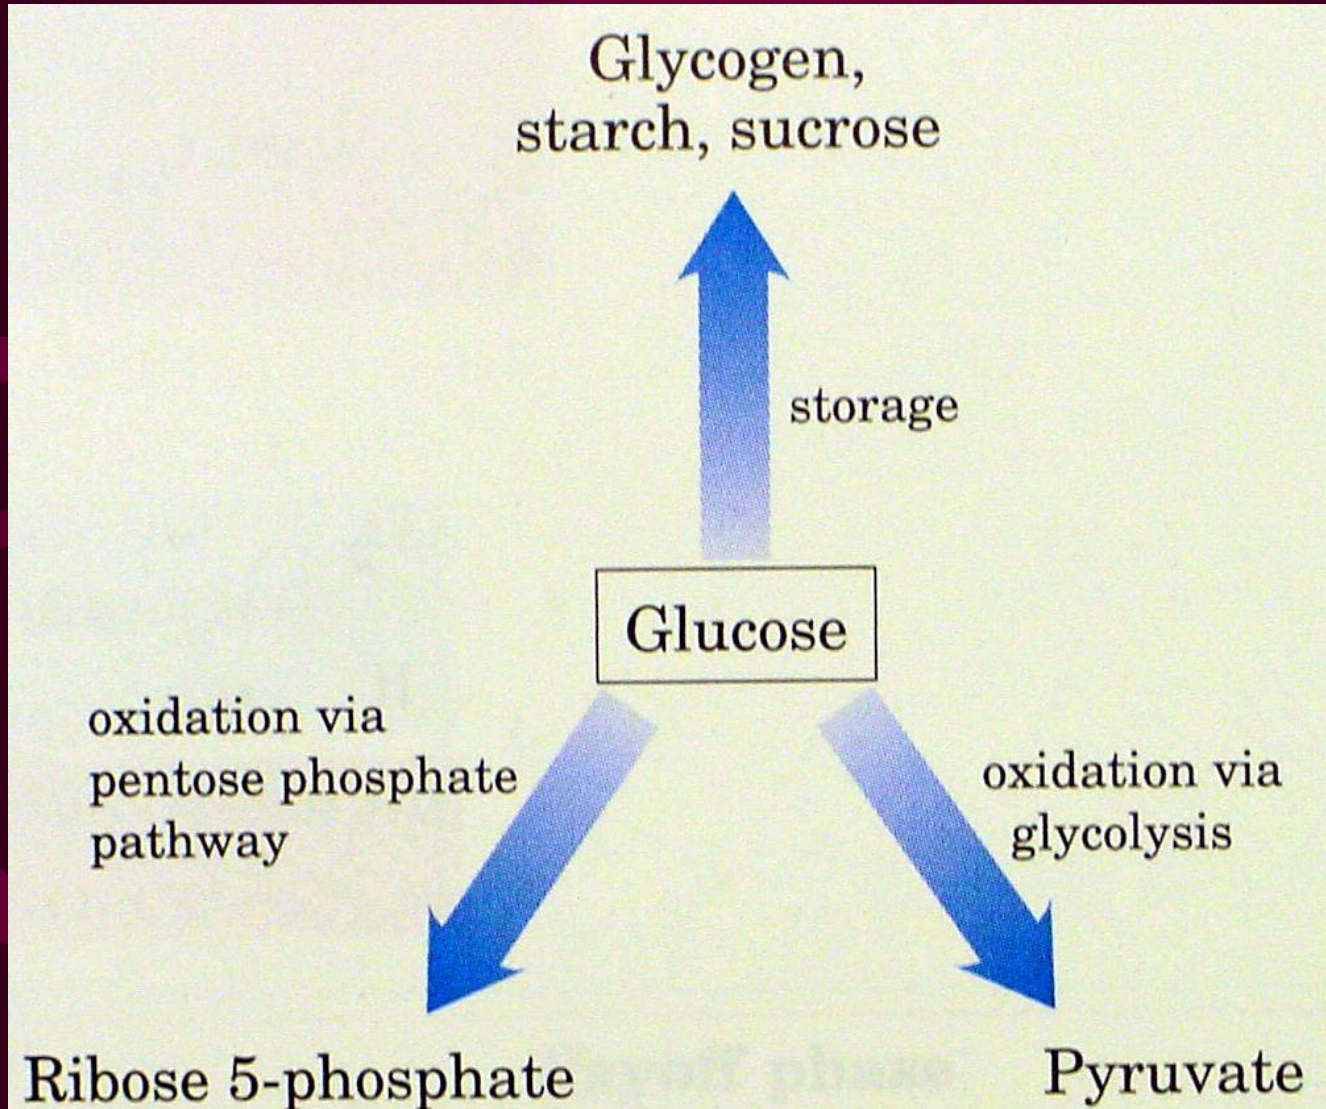 Glycogen,
starch, sucrose
storage
Glucose
oxidation via
pentose phosphate
pathway
oxidation via
glycolysis
Ribose 5-phosphate
Pyruvate